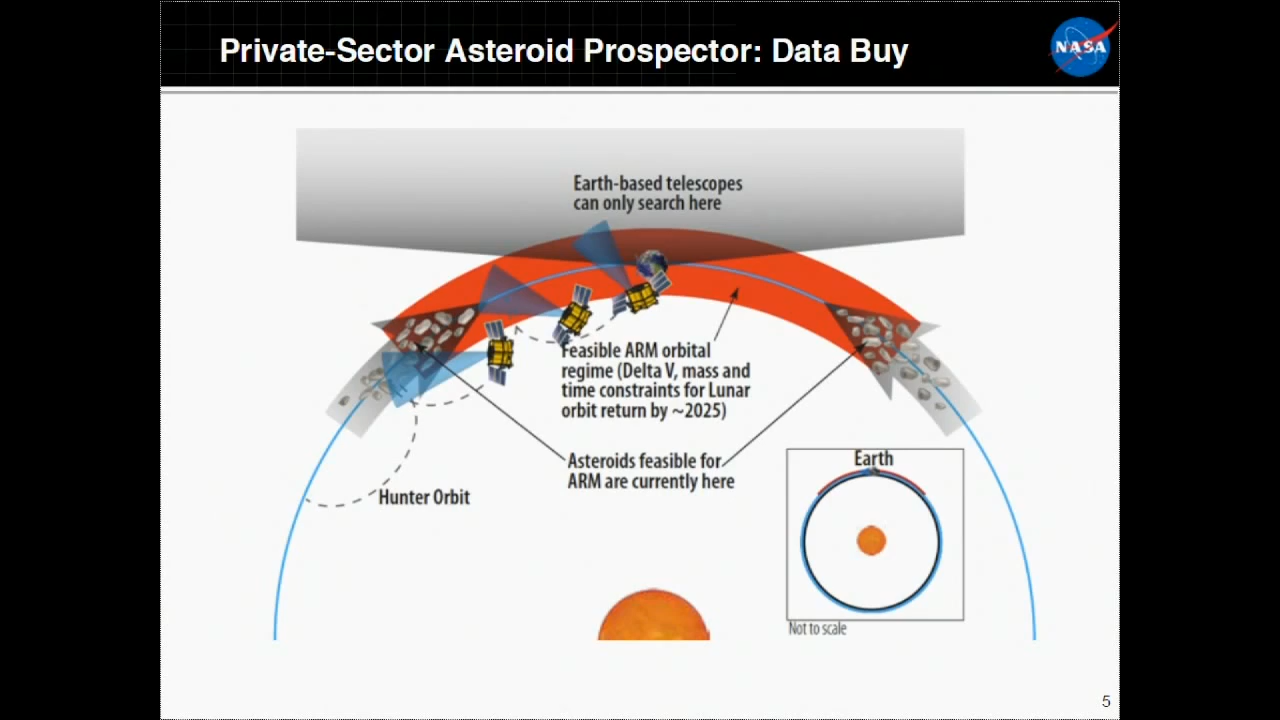 Private-Sector Asteroid Prospector: Data Buy
NASA
Earth-based telescopes
can only search here
Feasible ARM orbital
regime (Delta V, mass and
time constraints for Lunar
orbit return by ~2025)
Asteroids feasible for
ARM are currently here
Hunter Orbit
Earth
Not to scale
5